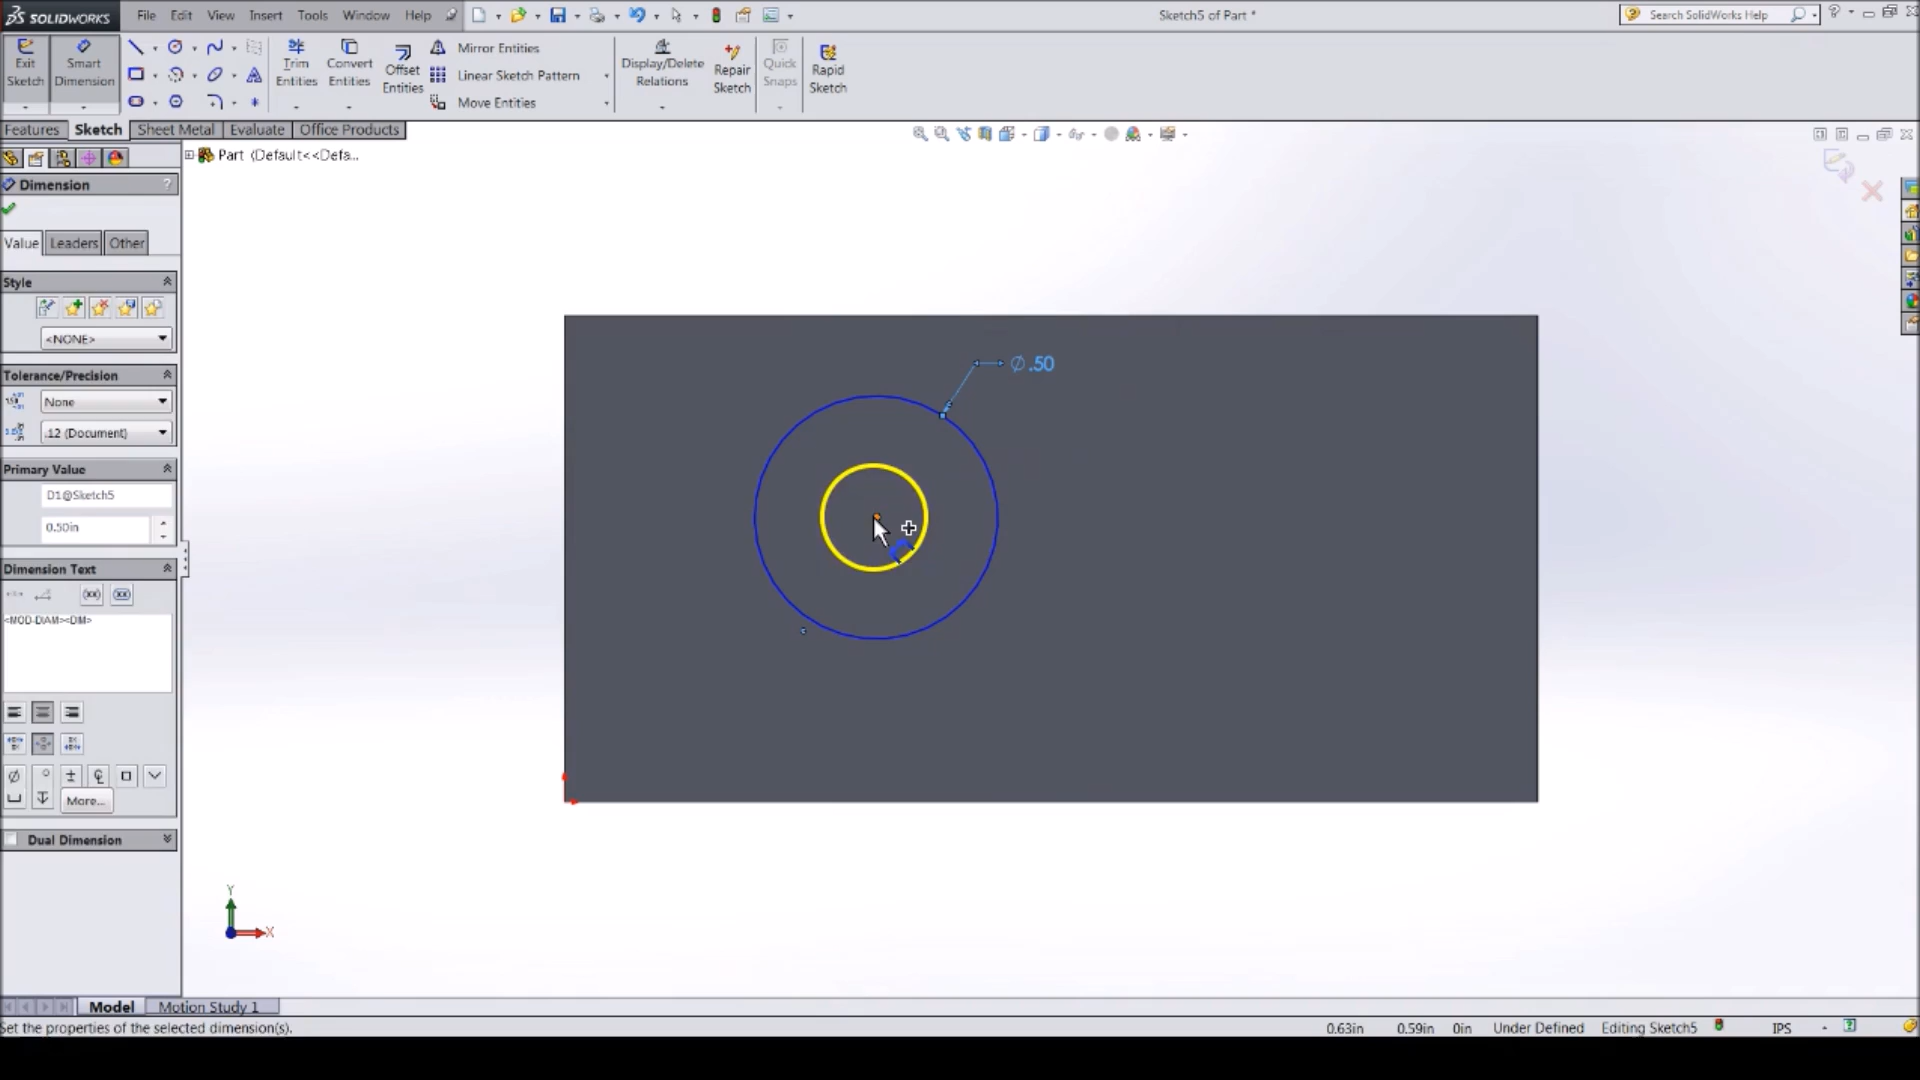 SOLIDWORKS
File Edit View Insert Tools Window Help
Sketch5 of Part *
Search SolidWorks Help
Exit Sketch
Smart Dimension
Trim Entities
Convert Entities
Offset Entities
Mirror Entities
Linear Sketch Pattern
Move Entities
Display/Delete Relations
Repair Sketch
Quick Snaps
Rapid Sketch
Features Sketch Sheet Metal Evaluate Office Products
Part (Default<<Defa...
Dimension ?
Value Leaders Other
Style
<NONE>
Tolerance/Precision
None
.12 (Document)
Primary Value
D1@Sketch5
0.50in
Dimension Text
<MOD-DIAM><DIM>
More...
Dual Dimension
∅.50
Y
X
Model Motion Study 1
Set the properties of the selected dimension(s).
0.63in 0.59in 0in Under Defined Editing Sketch5 IPS